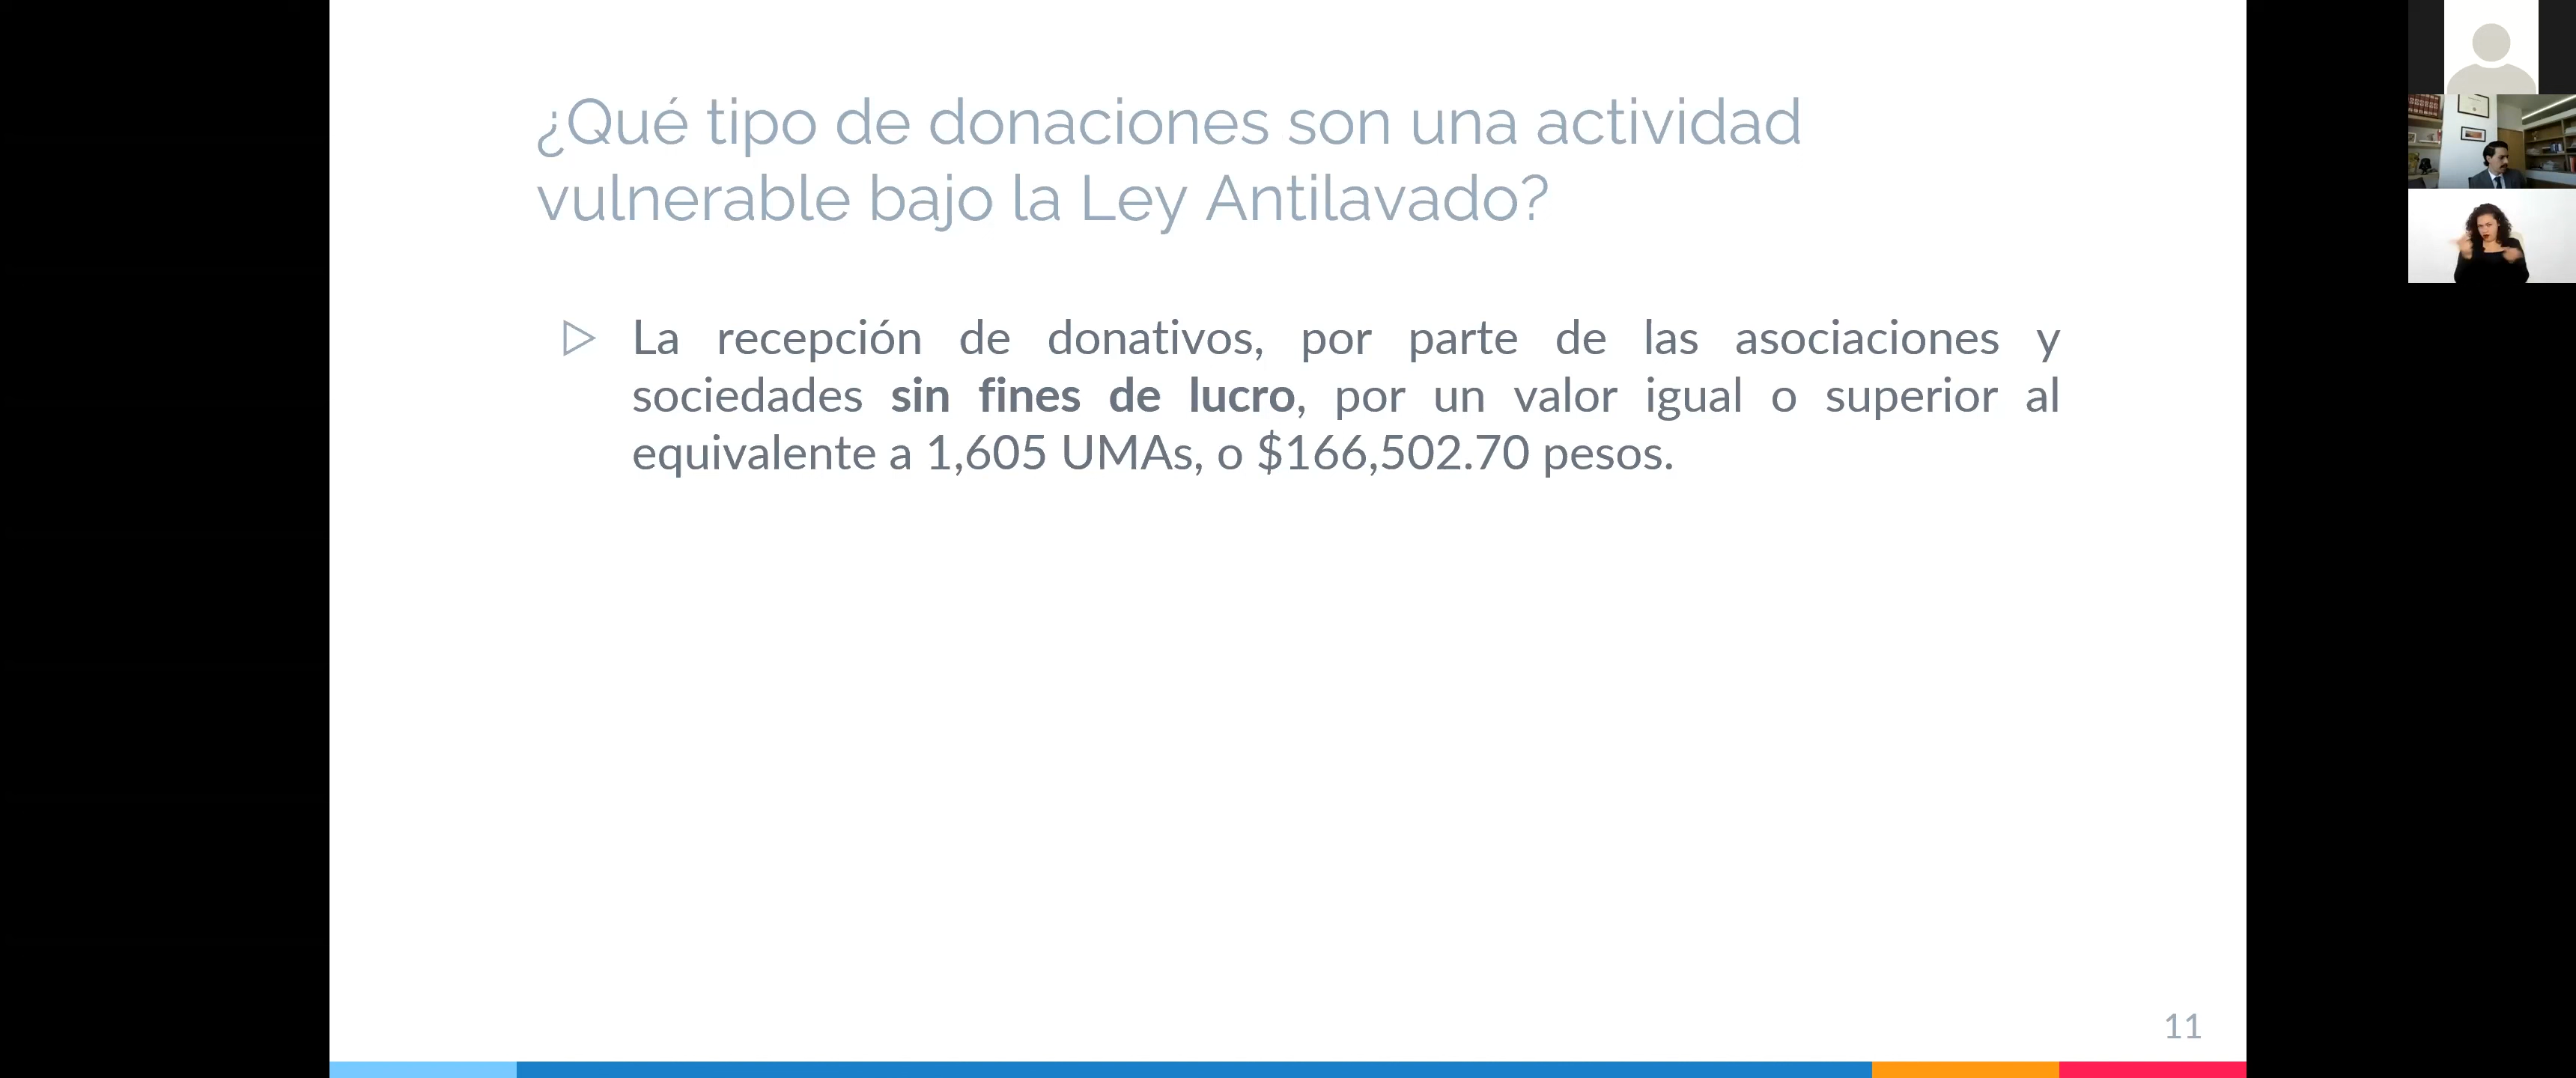 ¿Qué tipo de donaciones son una actividad
vulnerable bajo la Ley Antilavado?
La recepción de donativos, por parte de las asociaciones y
sociedades sin fines de lucro, por un valor igual o superior al
equivalente a 1,605 UMAs, o $166,502.70 pesos.
11